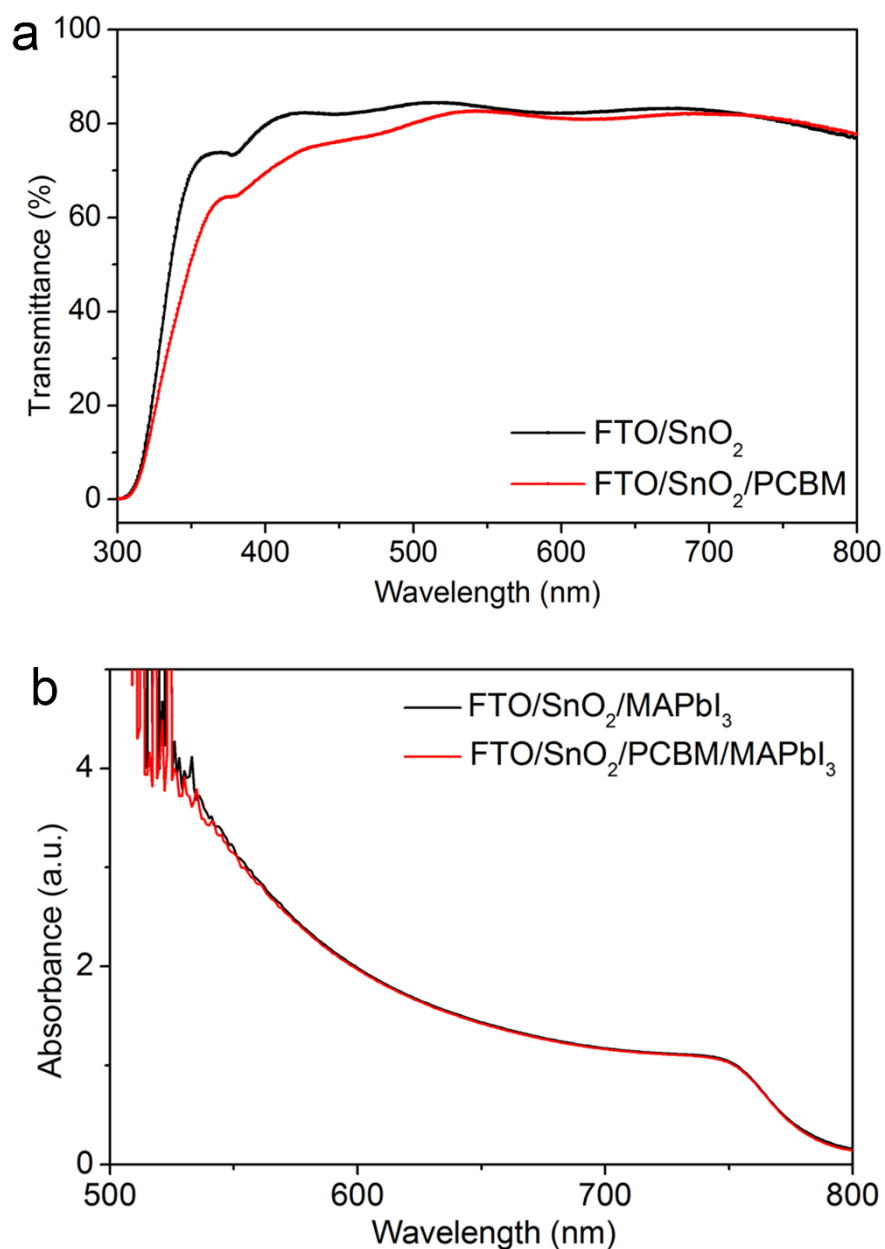 a
100
80
60
40
20
0
Transmittance (%)
FTO/SnO₂
FTO/SnO₂/PCBM
300 400 500 600 700 800
Wavelength (nm)
b
4
2
0
Absorbance (a.u.)
FTO/SnO₂/MAPbI₃
FTO/SnO₂/PCBM/MAPbI₃
500 600 700 800
Wavelength (nm)